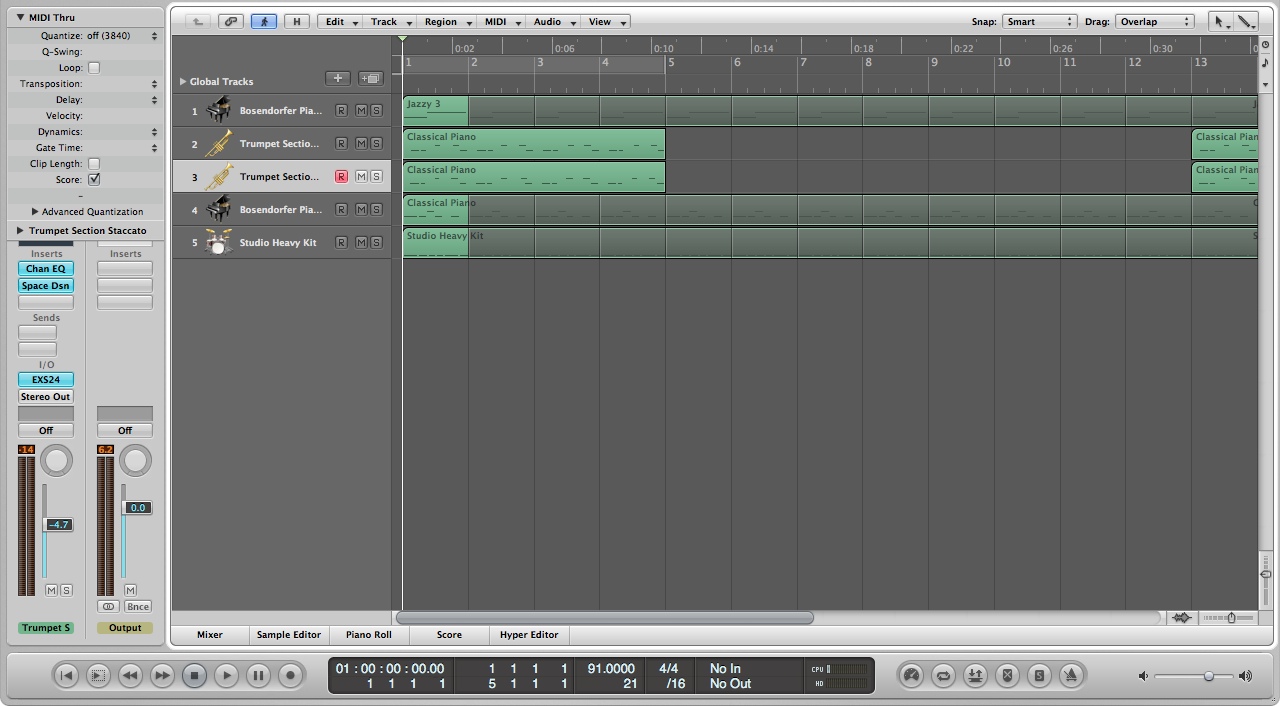 MIDI Thru
Quantize: off (3840)
Q-Swing:
Loop:
Transposition:
Delay:
Velocity:
Dynamics:
Gate Time:
Clip Length:
Score:
–
Advanced Quantization
Trumpet Section Staccato
Inserts Inserts
Chan EQ
Space Dsn
Sends
I/O
EXS24
Stereo Out
Off Off
-14 6.2
-4.7 0.0
M S M
Bnce
Trumpet S Output
H Edit Track Region MIDI Audio View Snap: Smart Drag: Overlap
0:02 0:06 0:10 0:14 0:18 0:22 0:26 0:30
1 2 3 4 5 6 7 8 9 10 11 12 13
Global Tracks
1 Bosendorfer Pia... R M S Jazzy 3
2 Trumpet Sectio... R M S Classical Piano Classical Pian
3 Trumpet Sectio... R M S Classical Piano Classical Pian
4 Bosendorfer Pia... R M S Classical Piano
5 Studio Heavy Kit R M S Studio Heavy Kit
Mixer Sample Editor Piano Roll Score Hyper Editor
01 : 00 : 00 : 00.00 1 1 1 1 91.0000 4/4 No In CPU
1 1 1 1 5 1 1 1 21 /16 No Out HD
S